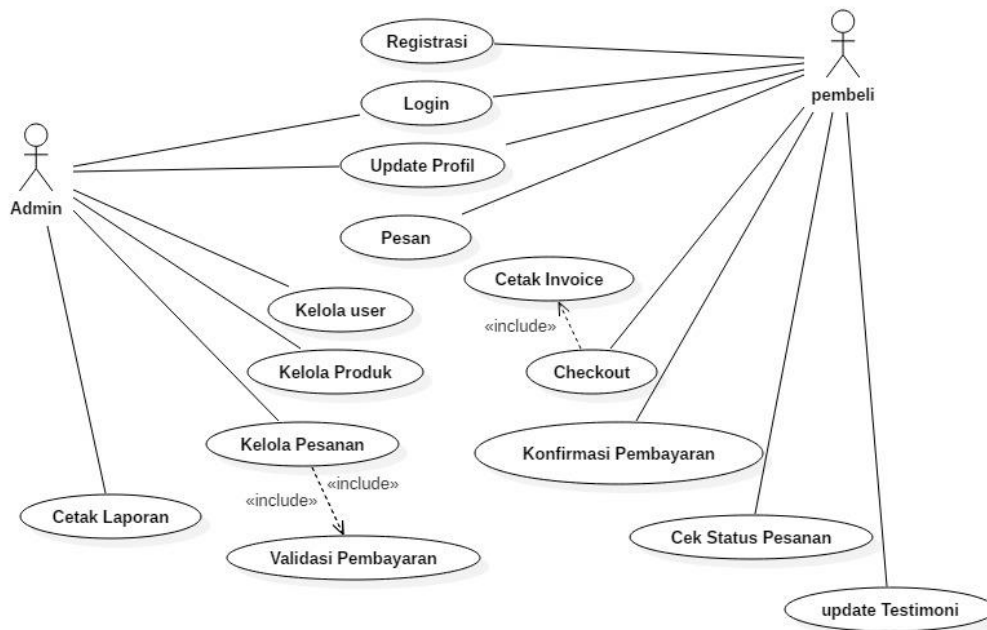 Registrasi
pembeli
Login
Admin
Update Profil
Pesan
Cetak Invoice
Kelola user
«include»
Kelola Produk
Checkout
Kelola Pesanan
Konfirmasi Pembayaran
«include»
«include»
Cetak Laporan
Cek Status Pesanan
Validasi Pembayaran
update Testimoni